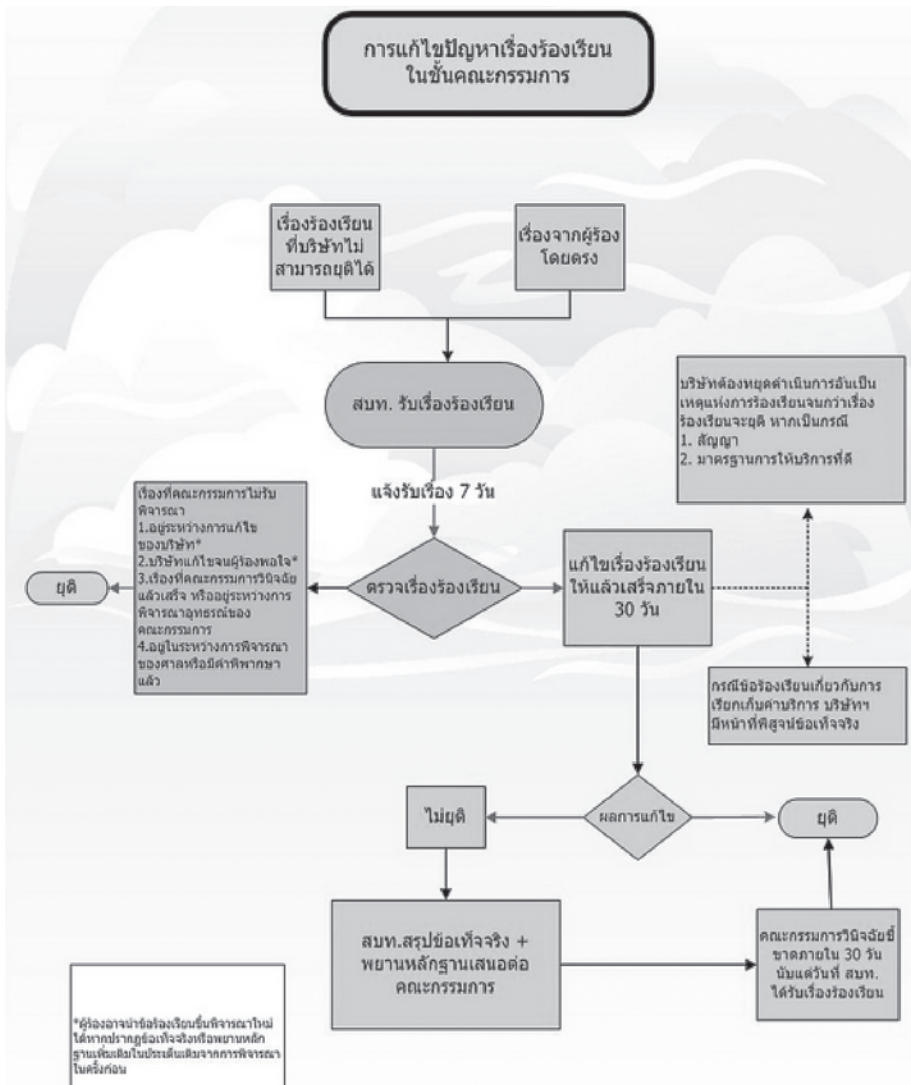 การแก้ไขปัญหาเรื่องร้องเรียน
ในชั้นคณะกรรมการ
เรื่องร้องเรียน
ที่บริษัทไม่
สามารถยุติได้
เรื่องจากผู้ร้อง
โดยตรง
สบท. รับเรื่องร้องเรียน
แจ้งรับเรื่อง 7 วัน
บริษัทต้องหยุดดำเนินการอันเป็น
เหตุแห่งการร้องเรียนจนกว่าเรื่อง
ร้องเรียนจะยุติ หากเป็นกรณี
1. สัญญา
2. มาตรฐานการให้บริการที่ดี
ยุติ
เรื่องที่คณะกรรมการไม่รับ
พิจารณา
1.อยู่ระหว่างการแก้ไข
ของบริษัท*
2.บริษัทแก้ไขจนผู้ร้องพอใจ*
3.เรื่องที่คณะกรรมการวินิจฉัย
แล้วเสร็จ หรืออยู่ระหว่างการ
พิจารณาอุทธรณ์ของ
คณะกรรมการ
4.อยู่ในระหว่างการพิจารณา
ของศาลหรือมีคำพิพากษา
แล้ว
ตรวจเรื่องร้องเรียน
แก้ไขเรื่องร้องเรียน
ให้แล้วเสร็จภายใน
30 วัน
กรณีข้อร้องเรียนเกี่ยวกับการ
เรียกเก็บค่าบริการ บริษัทฯ
มีหน้าที่พิสูจน์ข้อเท็จจริง
ไม่ยุติ
ผลการแก้ไข
ยุติ
สบท.สรุปข้อเท็จจริง +
พยานหลักฐานเสนอต่อ
คณะกรรมการ
คณะกรรมการวินิจฉัยชี้
ขาดภายใน 30 วัน
นับแต่วันที่ สบท.
ได้รับเรื่องร้องเรียน
*ผู้ร้องอาจนำข้อร้องเรียนขึ้นพิจารณาใหม่
ได้หากปรากฏข้อเท็จจริงหรือพยานหลัก
ฐานเพิ่มเติมในประเด็นเดิมจากการพิจารณา
ในครั้งก่อน